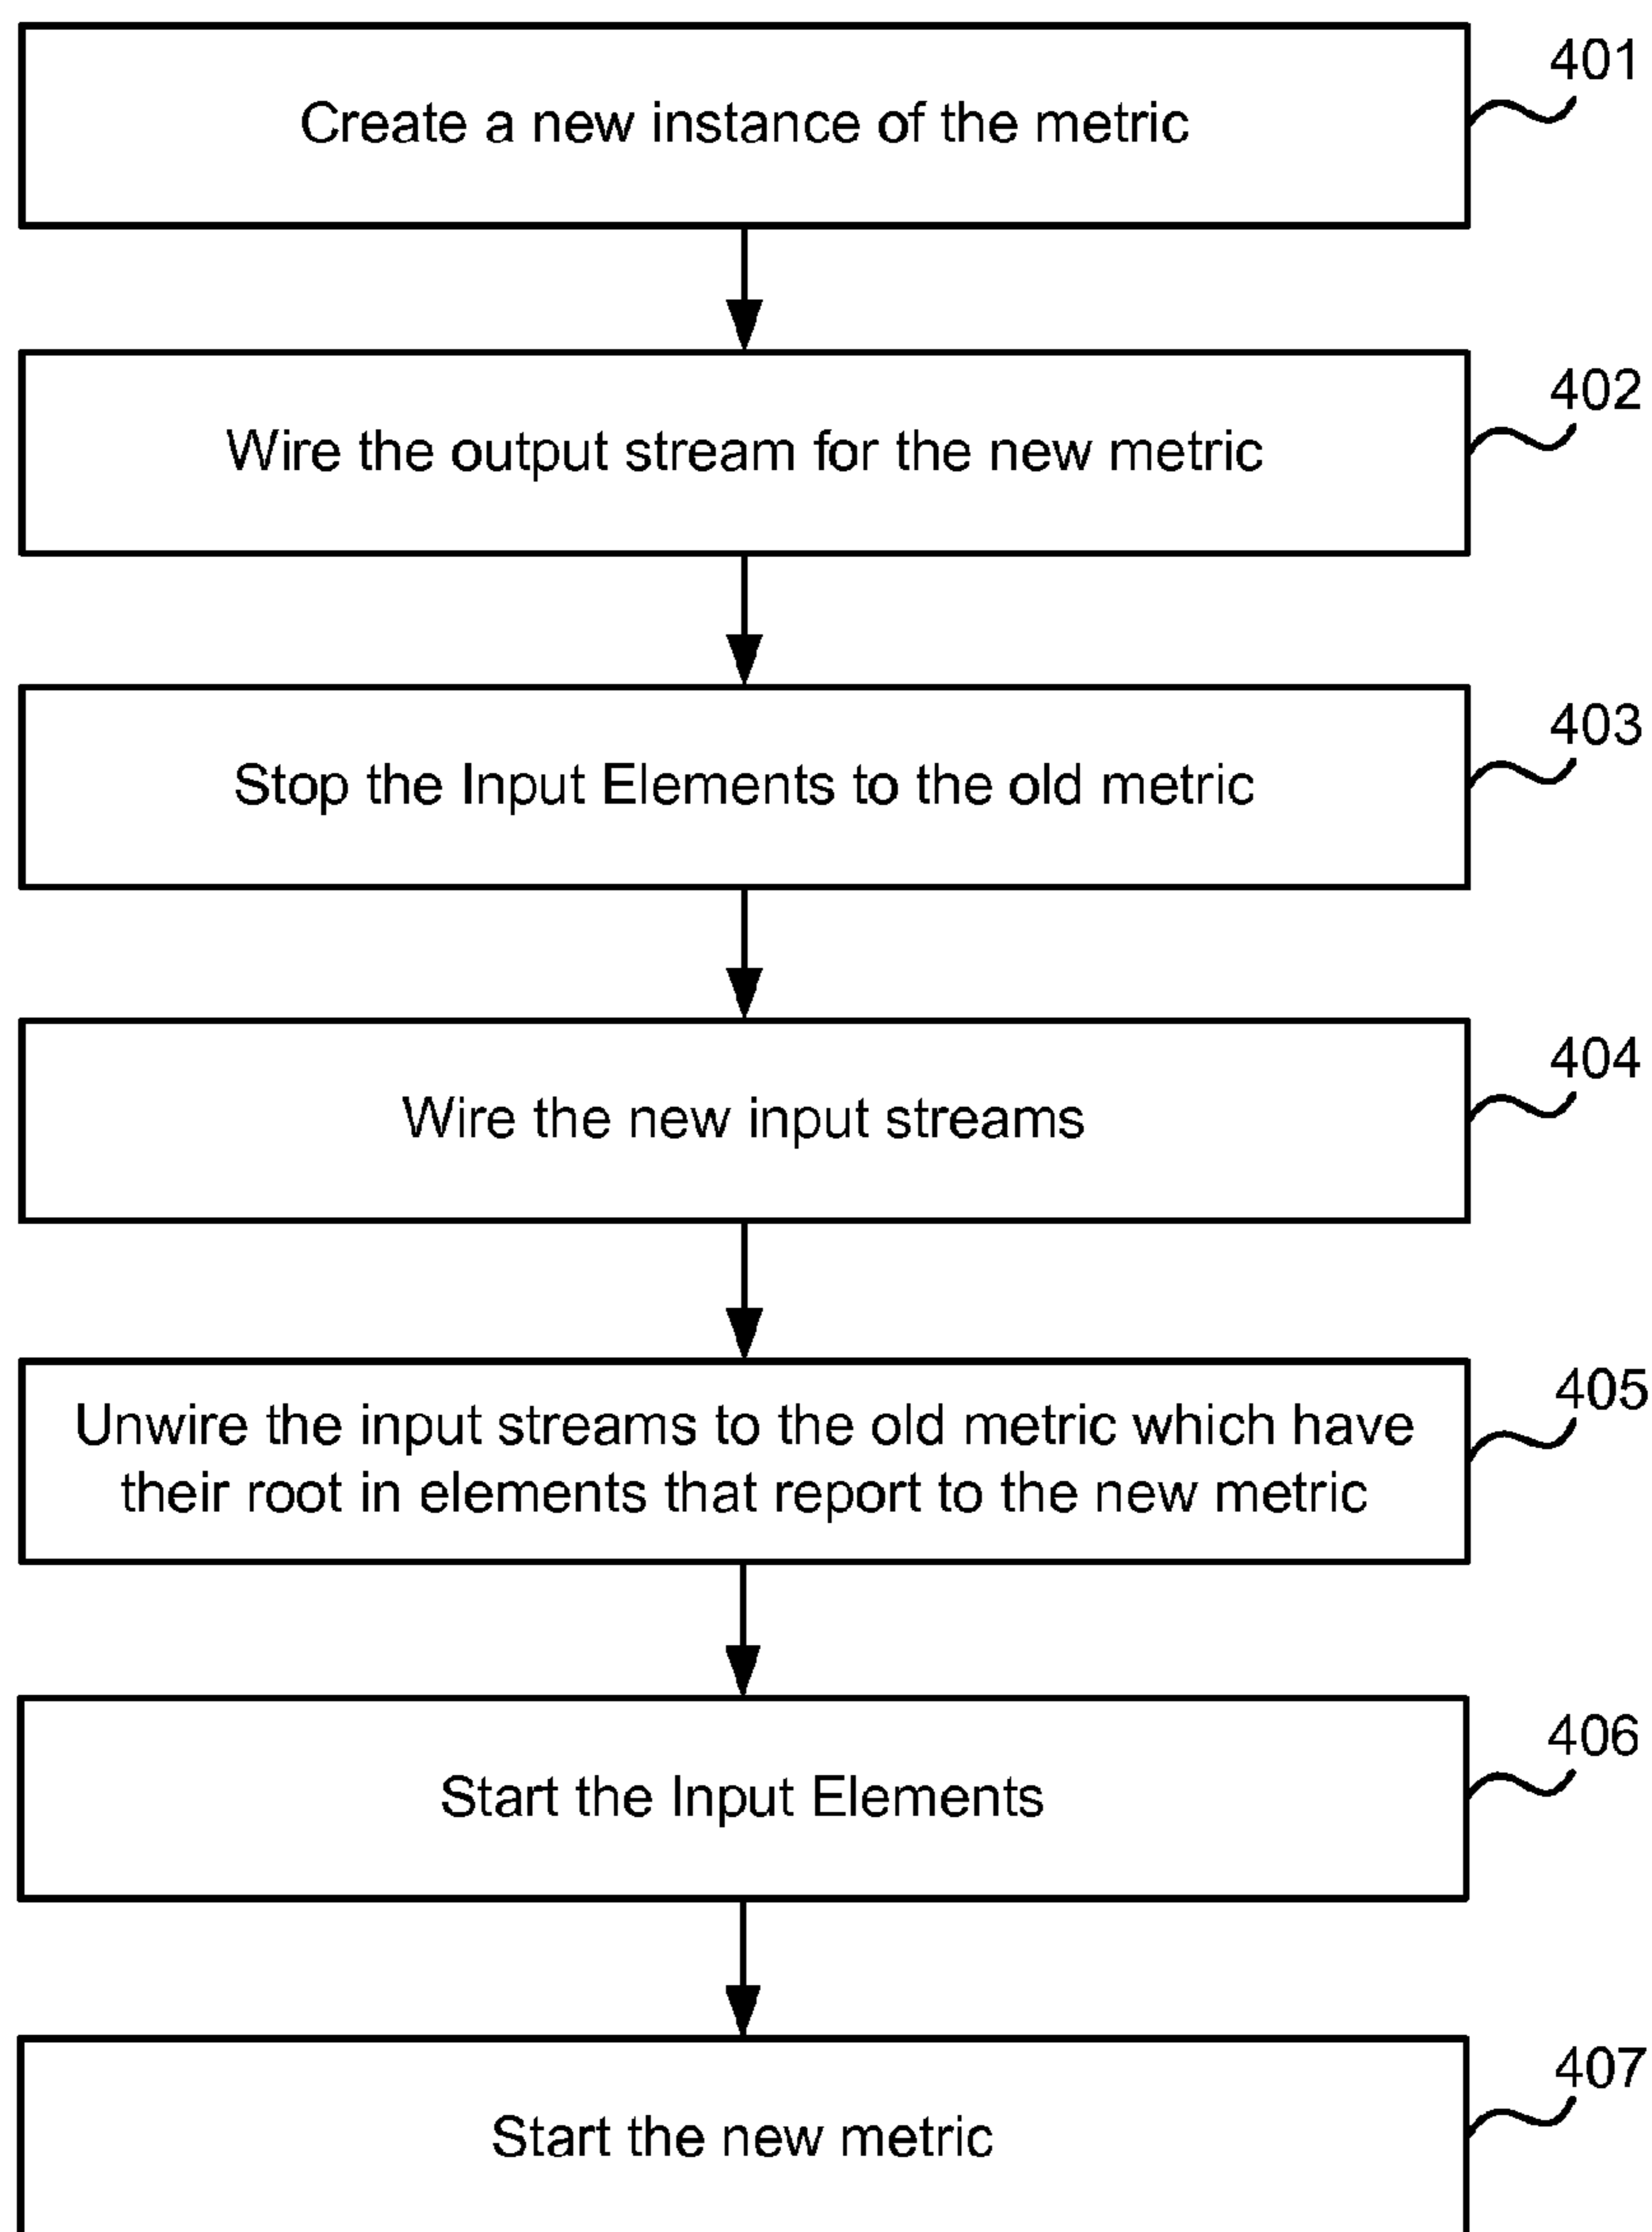 401
Create a new instance of the metric
402
Wire the output stream for the new metric
403
Stop the Input Elements to the old metric
404
Wire the new input streams
405
Unwire the input streams to the old metric which have
their root in elements that report to the new metric
406
Start the Input Elements
407
Start the new metric